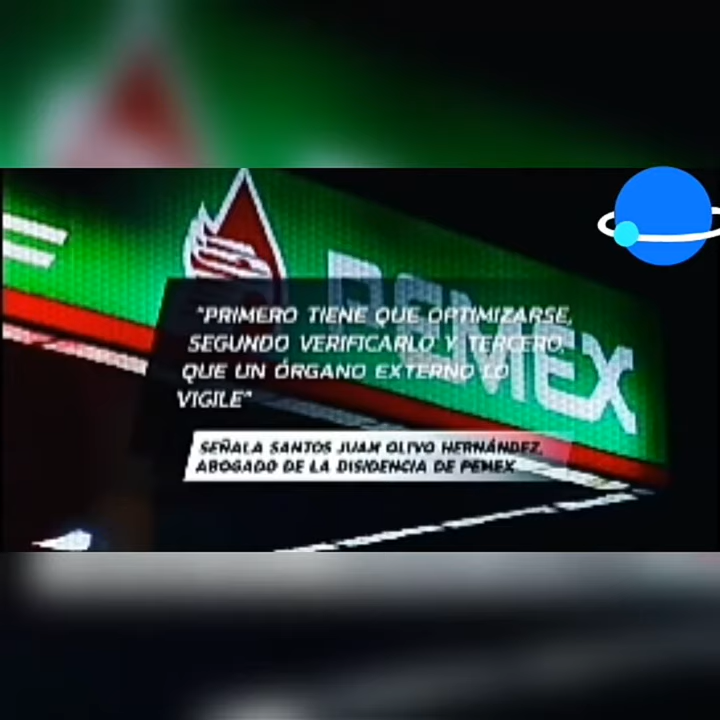 PEMEX
"PRIMERO TIENE QUE OPTIMIZARSE,
SEGUNDO VERIFICARLO Y TERCERO,
QUE UN ÓRGANO EXTERNO LO
VIGILE"
SEÑALA SANTOS JUAN OLIVO HERNÁNDEZ,
ABOGADO DE LA DISIDENCIA DE PEMEX